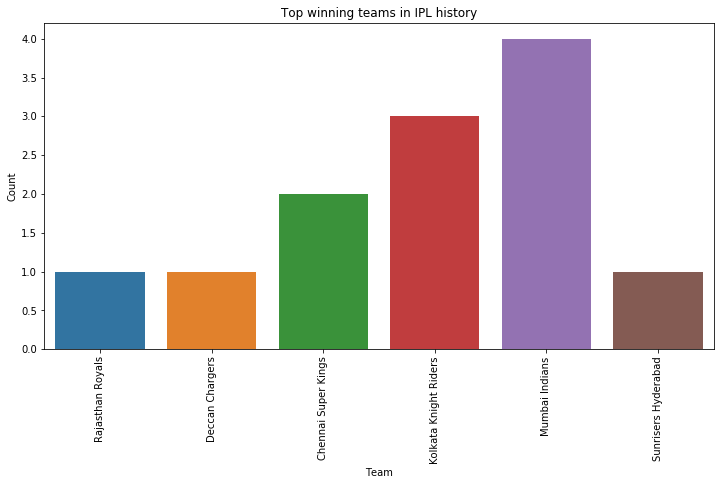 Top winning teams in IPL history
Count
4.0
3.5
3.0
2.5
2.0
1.5
1.0
0.5
0.0
Rajasthan Royals
Deccan Chargers
Chennai Super Kings
Kolkata Knight Riders
Mumbai Indians
Sunrisers Hyderabad
Team